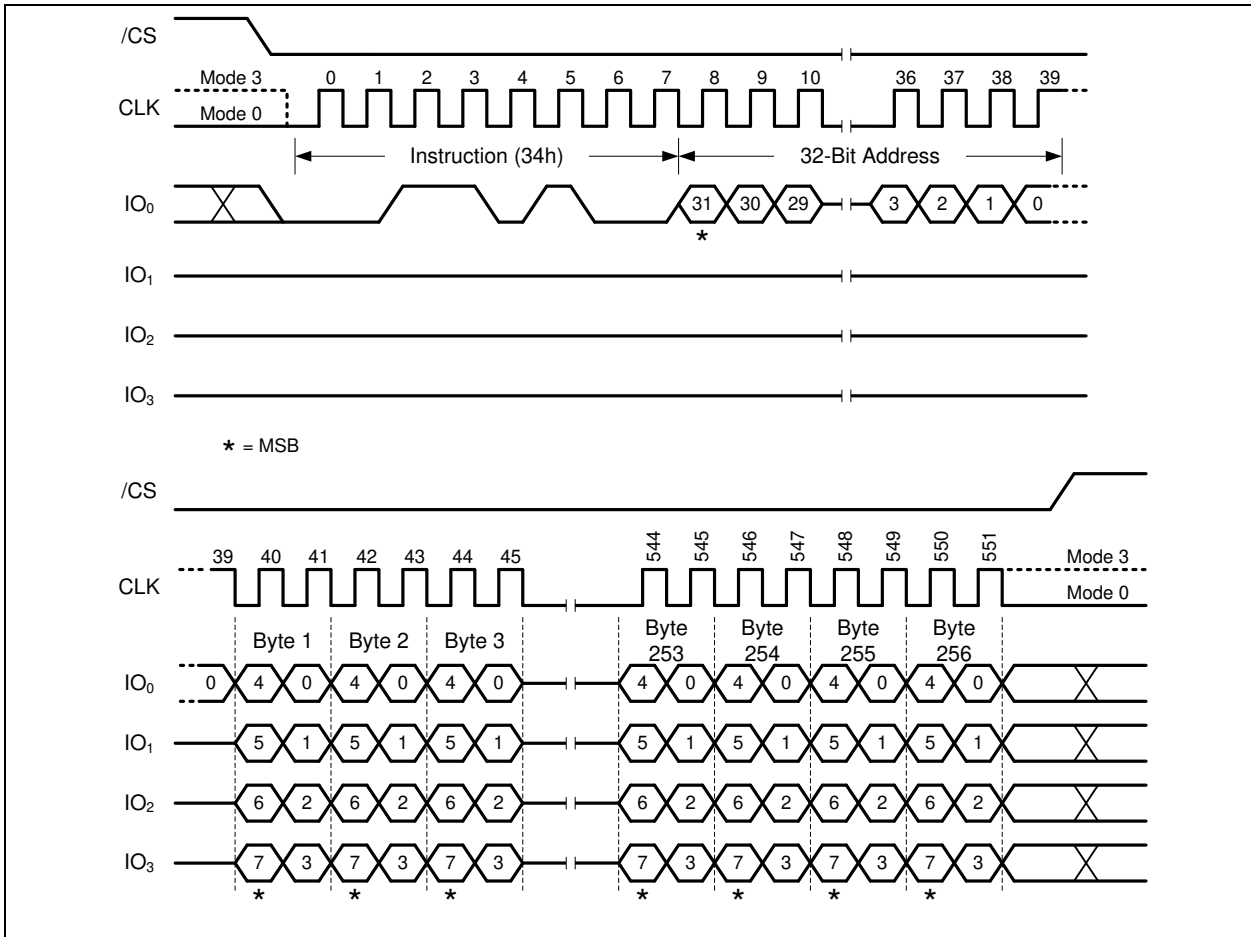 /CS
Mode 3 0 1 2 3 4 5 6 7 8 9 10 36 37 38 39
CLK Mode 0
Instruction (34h) 32-Bit Address
IO₀ 31 30 29 3 2 1 0
*
IO₁
IO₂
IO₃
* = MSB
/CS
39 40 41 42 43 44 45 544 545 546 547 548 549 550 551 Mode 3
CLK Mode 0
Byte 1 Byte 2 Byte 3 Byte 253 Byte 254 Byte 255 Byte 256
IO₀ 0 4 0 4 0 4 0 4 0 4 0 4 0 4 0
IO₁ 5 1 5 1 5 1 5 1 5 1 5 1 5 1
IO₂ 6 2 6 2 6 2 6 2 6 2 6 2 6 2
IO₃ 7 3 7 3 7 3 7 3 7 3 7 3 7 3
* * * * * * *